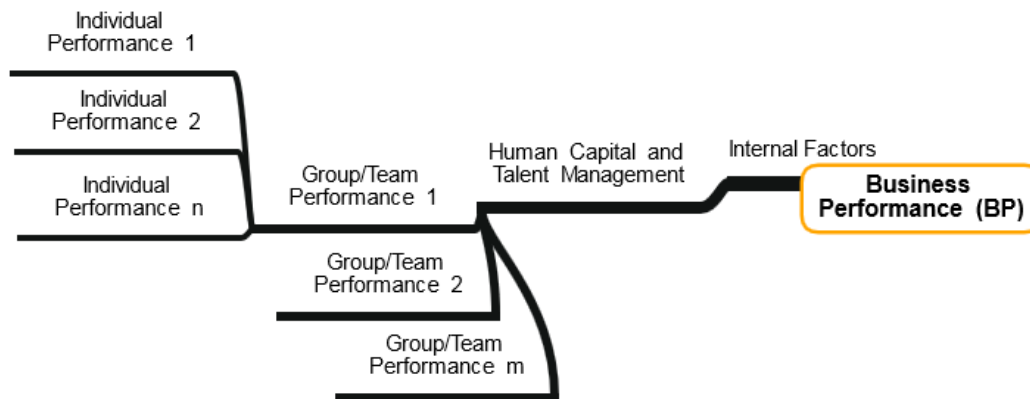 Individual
Performance 1
Individual
Performance 2
Individual
Performance n
Group/Team
Performance 1
Group/Team
Performance 2
Group/Team
Performance m
Human Capital and
Talent Management
Internal Factors
Business
Performance (BP)